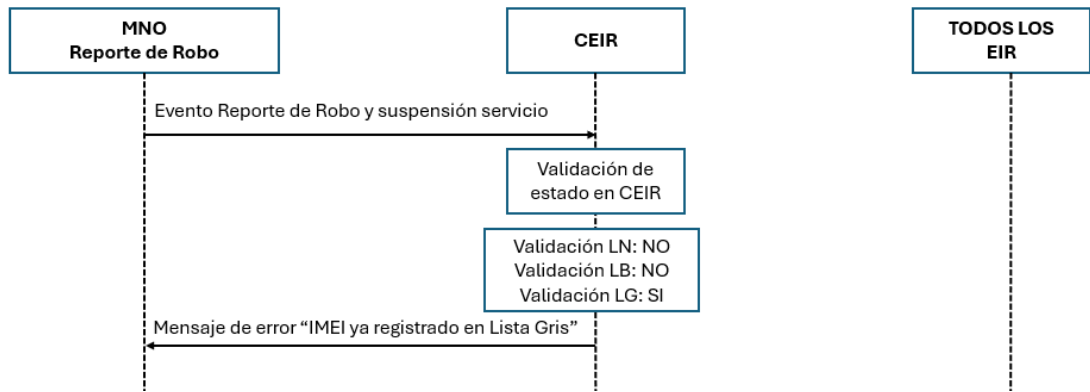 MNO
Reporte de Robo
CEIR
TODOS LOS
EIR
Evento Reporte de Robo y suspensión servicio
Validación de
estado en CEIR
Validación LN: NO
Validación LB: NO
Validación LG: SI
Mensaje de error “IMEI ya registrado en Lista Gris”